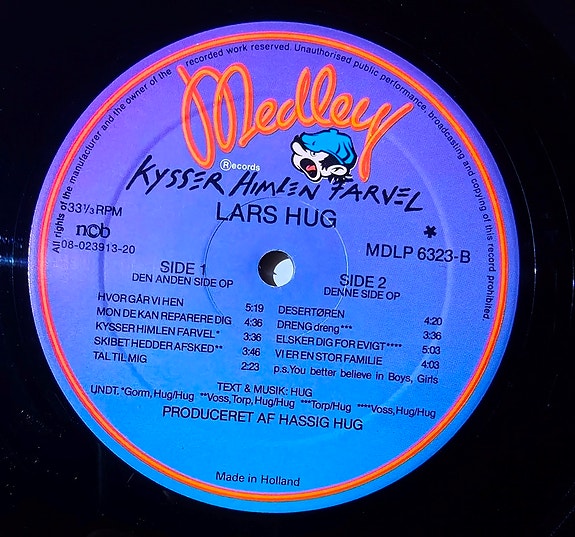 All rights of the manufacturer and the owner of the recorded work reserved. Unauthorised public performance, broadcasting and copying of this record prohibited.
Medley
Records
KYSSER HIMLEN FARVEL
LARS HUG
33⅓ RPM
ncb
08-023913-20
*
MDLP 6323-B
SIDE 1
DEN ANDEN SIDE OP
HVOR GÅR VI HEN 5:19
MON DE KAN REPARERE DIG 4:36
KYSSER HIMLEN FARVEL* 3:36
SKIBET HEDDER AFSKED** 3:46
TAL TIL MIG 2:23
SIDE 2
DENNE SIDE OP
DESERTØREN 4:20
DRENG dreng*** 3:36
ELSKER DIG FOR EVIGT**** 5:03
VI ER EN STOR FAMILIE 4:03
p.s.You better believe in Boys, Girls
TEXT & MUSIK: HUG
UNDT. *Gorm, Hug/Hug **Voss, Torp, Hug/Hug ***Torp/Hug ****Voss, Hug/Hug
PRODUCERET AF HASSIG HUG
Made in Holland